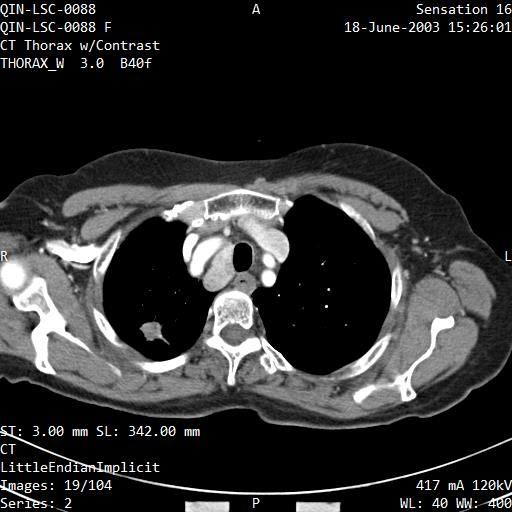 QIN-LSC-0088
A
Sensation 16
QIN-LSC-0088 F
18-June-2003 15:26:01
CT Thorax w/Contrast
THORAX_W 3.0 B40f
R
L
ST: 3.00 mm SL: 342.00 mm
CT
LittleEndianImplicit
Images: 19/104
417 mA 120kV
Series: 2
P
WL: 40 WW: 400